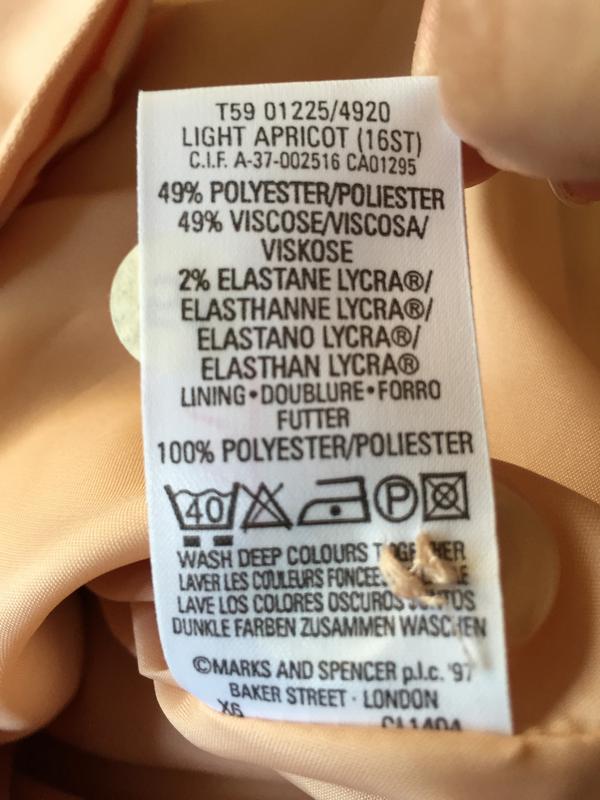 T59 01225/4920
LIGHT APRICOT (16ST)
C.I.F. A-37-002516 CA01295
49% POLYESTER/POLIESTER
49% VISCOSE/VISCOSA/
VISKOSE
2% ELASTANE LYCRA®/
ELASTHANNE LYCRA®/
ELASTANO LYCRA®/
ELASTHAN LYCRA®
LINING•DOUBLURE•FORRO
FUTTER
100% POLYESTER/POLIESTER
40 P
WASH DEEP COLOURS TOGETHER
LAVER LES COULEURS
LAVE LOS COLORES OSCUROS JUNTOS
DUNKLE FARBEN ZUSAMMEN WASCHEN
©MARKS AND SPENCER p.l.c. '97
BAKER STREET · LONDON
X6